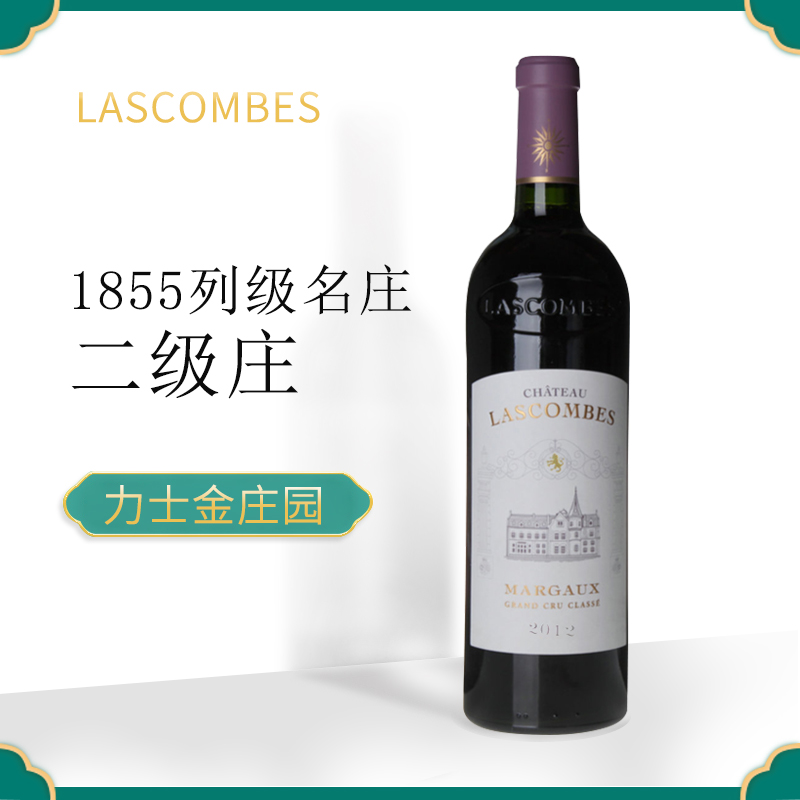 LASCOMBES
1855列级名庄
二级庄
力士金庄园
LASCOMBES
CHÂTEAU
LASCOMBES
MARGAUX
GRAND CRU CLASSÉ
2012